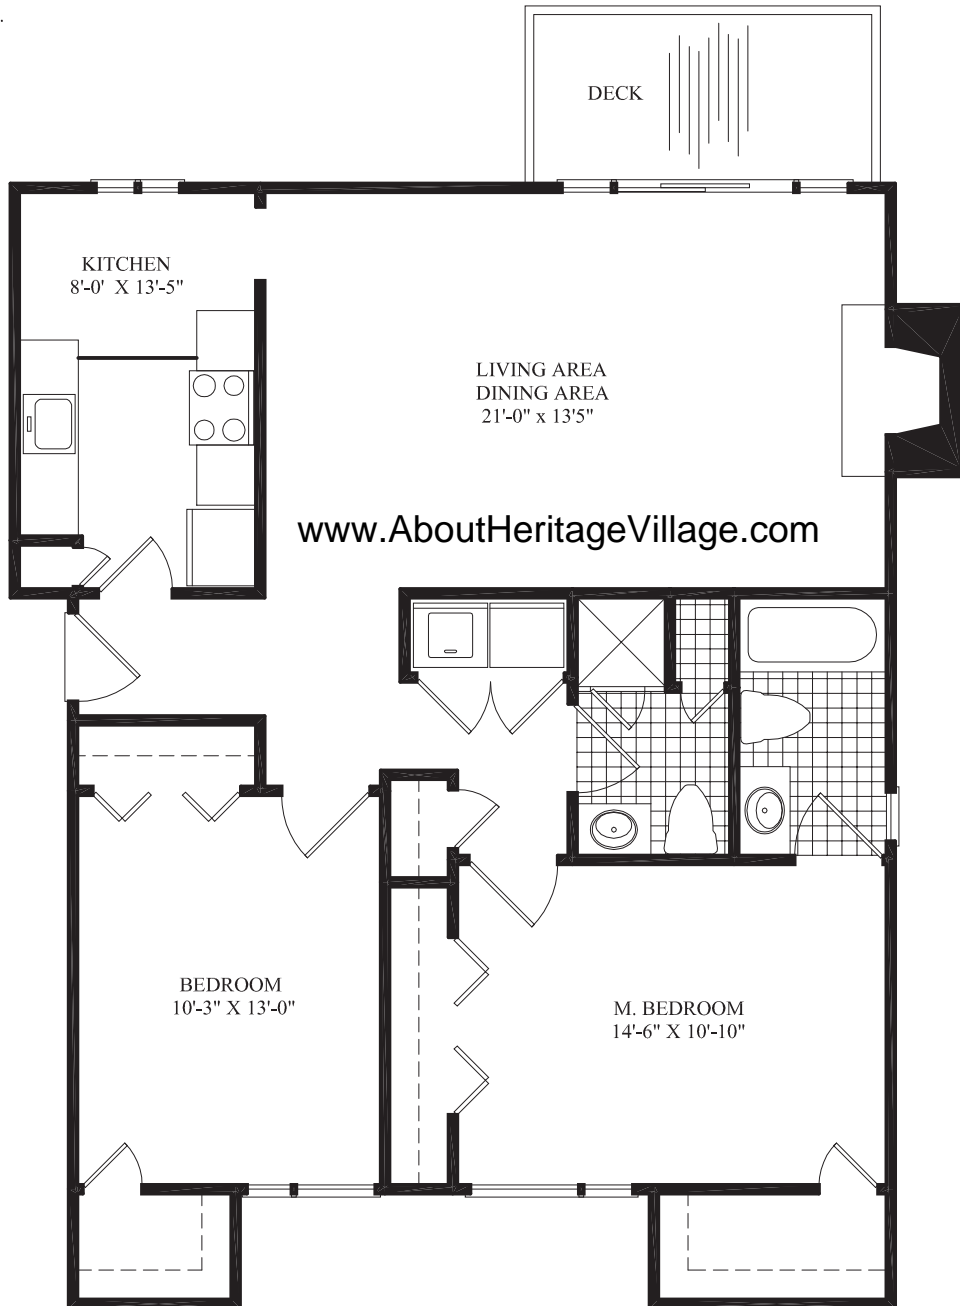 DECK
KITCHEN
8'-0' X 13'-5"
LIVING AREA
DINING AREA
21'-0" x 13'5"
www.AboutHeritageVillage.com
BEDROOM
10'-3" X 13'-0"
M. BEDROOM
14'-6" X 10'-10"